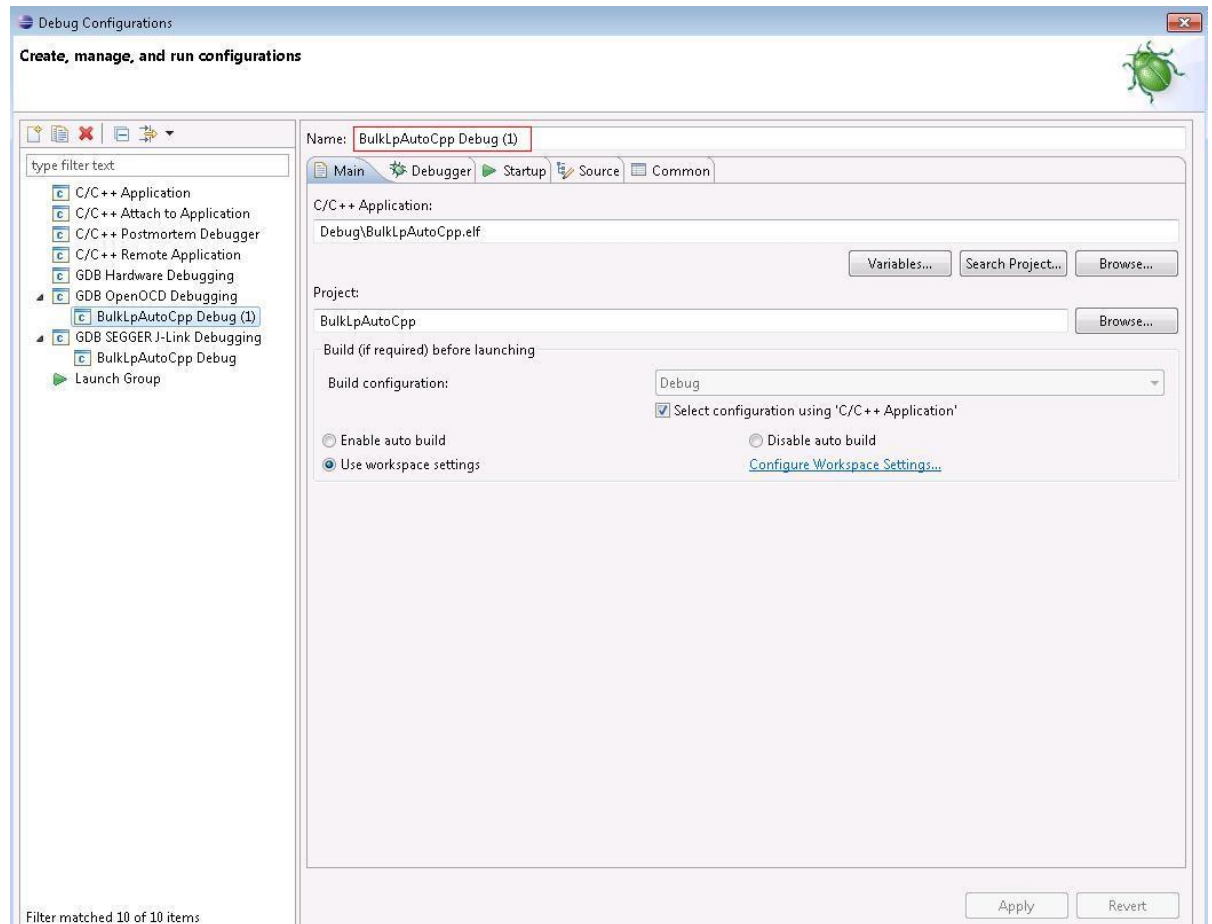 Debug Configurations
Create, manage, and run configurations
type filter text
C/C++ Application
C/C++ Attach to Application
C/C++ Postmortem Debugger
C/C++ Remote Application
GDB Hardware Debugging
GDB OpenOCD Debugging
BulkLpAutoCpp Debug (1)
GDB SEGGER J-Link Debugging
BulkLpAutoCpp Debug
Launch Group
Filter matched 10 of 10 items
Name: BulkLpAutoCpp Debug (1)
Main Debugger Startup Source Common
C/C++ Application:
Debug\BulkLpAutoCpp.elf
Variables... Search Project... Browse...
Project:
BulkLpAutoCpp Browse...
Build (if required) before launching
Build configuration: Debug
Select configuration using 'C/C++ Application'
Enable auto build Disable auto build
Use workspace settings Configure Workspace Settings...
Apply Revert